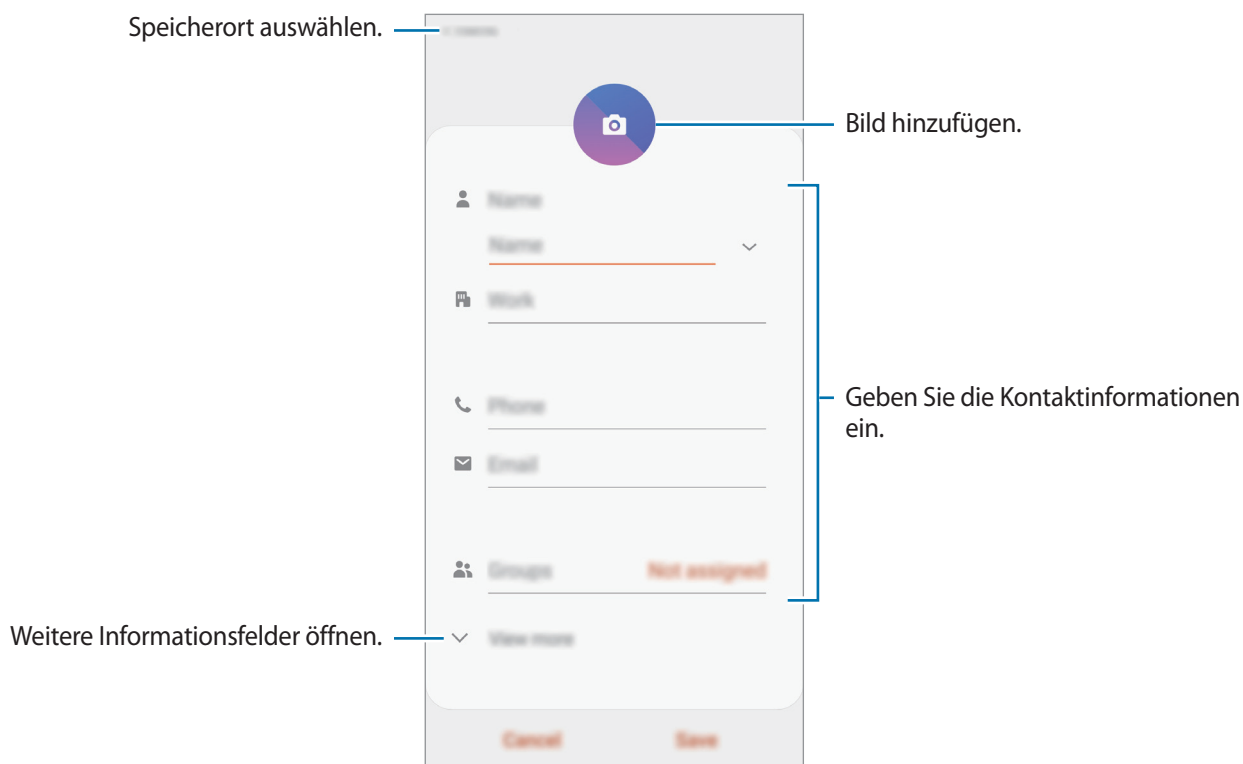 Speicherort auswählen.
Bild hinzufügen.
Name
Name
Work
Phone
Geben Sie die Kontaktinformationen
ein.
Email
Groups Not assigned
Weitere Informationsfelder öffnen.
View more
Cancel Save